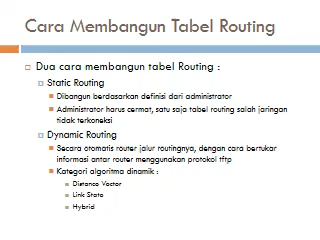 Cara Membangun Tabel Routing
Dua cara membangun tabel Routing :
Static Routing
Dibangun berdasarkan definisi dari administrator
Administrator harus cermat, satu saja tabel routing salah jaringan
tidak terkoneksi
Dynamic Routing
Secara otomatis router jalur routingnya, dengan cara bertukar
informasi antar router menggunakan protokol tftp
Kategori algoritma dinamik :
Distance Vector
Link State
Hybrid